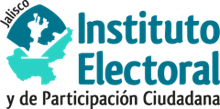 Jalisco
Instituto
Electoral
y de Participación Ciudadana